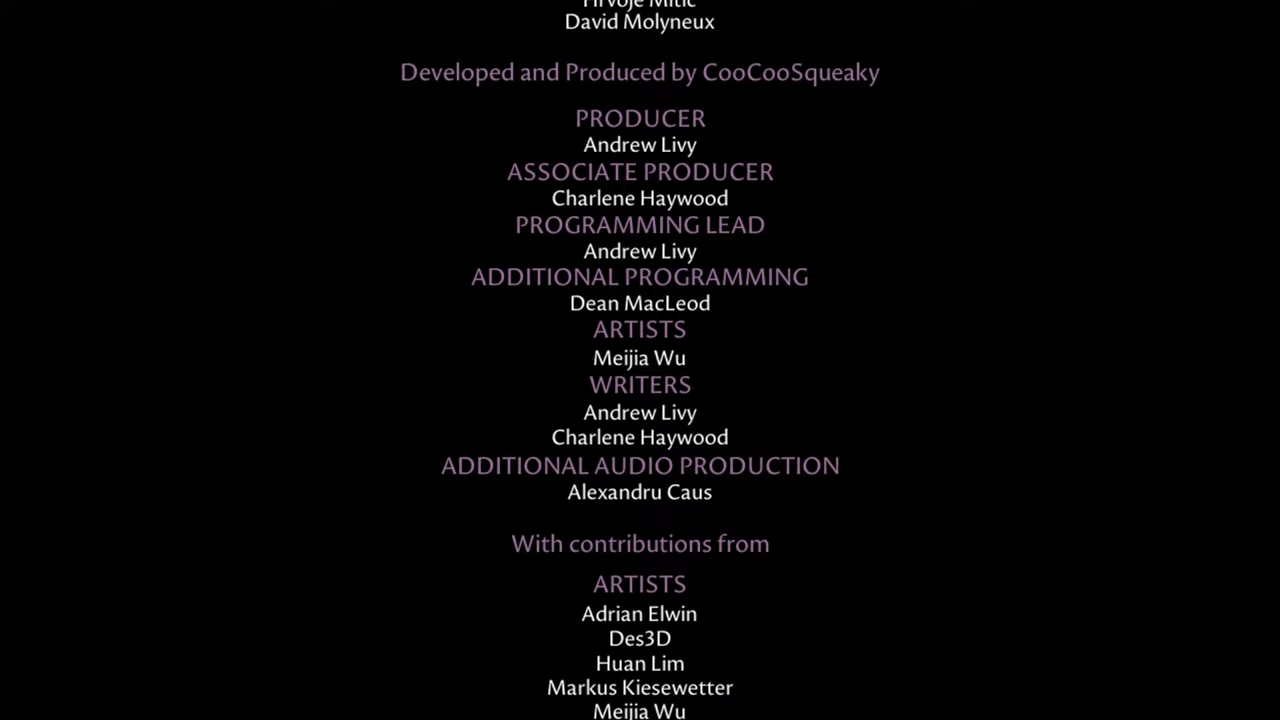 Hrvoje Mitic
David Molyneux
Developed and Produced by CooCooSqueaky
PRODUCER
Andrew Livy
ASSOCIATE PRODUCER
Charlene Haywood
PROGRAMMING LEAD
Andrew Livy
ADDITIONAL PROGRAMMING
Dean MacLeod
ARTISTS
Meijia Wu
WRITERS
Andrew Livy
Charlene Haywood
ADDITIONAL AUDIO PRODUCTION
Alexandru Caus
With contributions from
ARTISTS
Adrian Elwin
Des3D
Huan Lim
Markus Kiesewetter
Meijia Wu